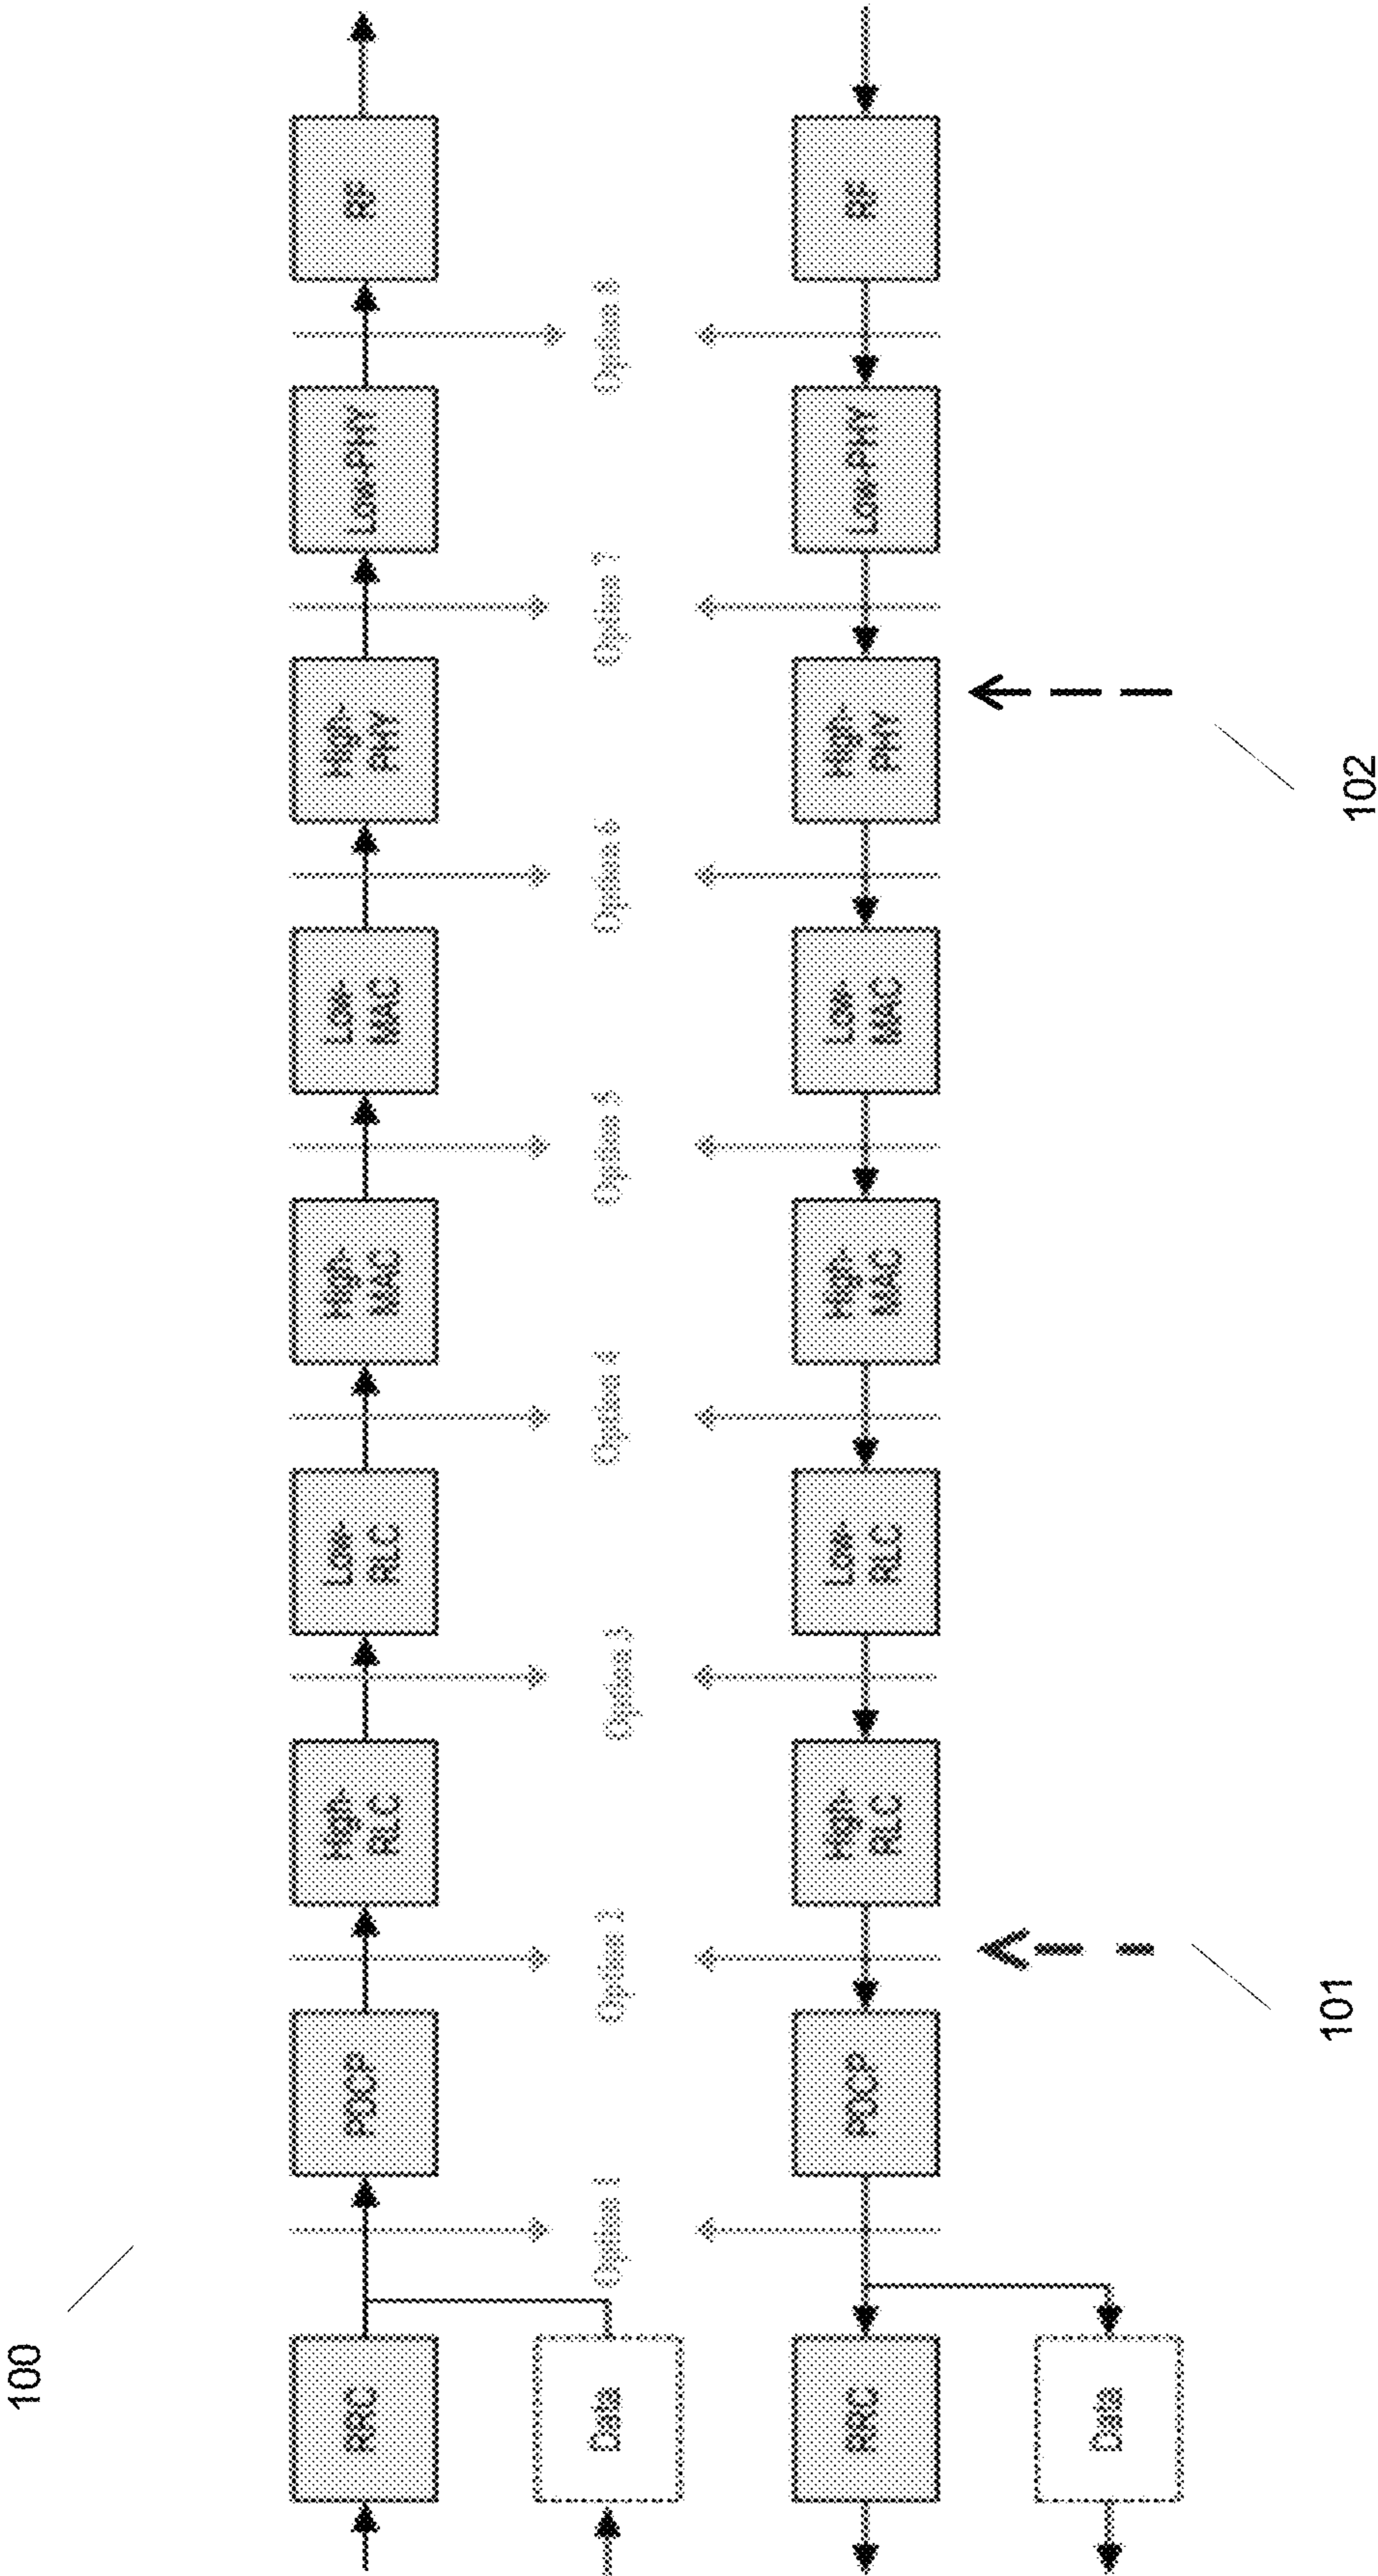 100
RRC
PDCP
High-
RLC
Low-
RLC
High-
MAC
Low-
MAC
High-
PHY
Low-PHY
RF
Data
Option 1
Option 2
Option 3
Option 4
Option 5
Option 6
Option 7
Option 8
RRC
PDCP
High-
RLC
Low-
RLC
High-
MAC
Low-
MAC
High-
PHY
Low-PHY
RF
Data
101
102